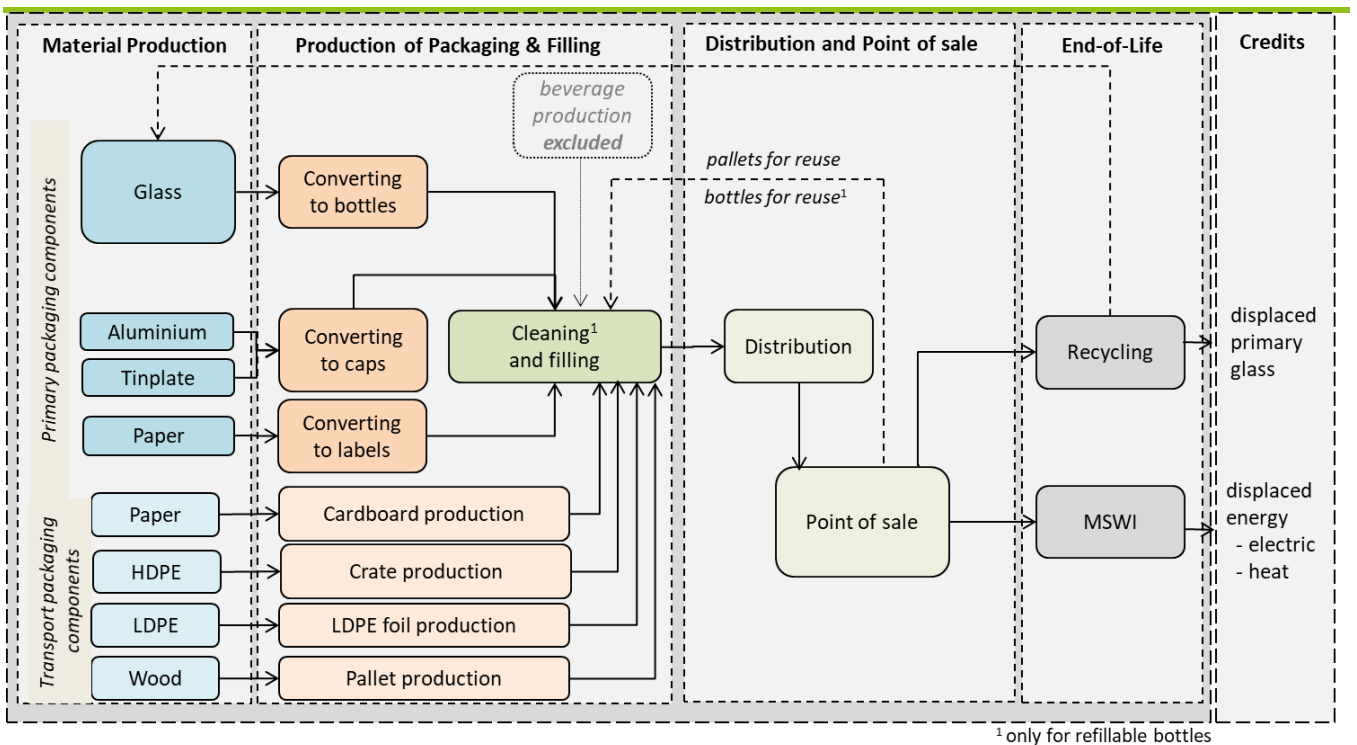 Material Production
Production of Packaging & Filling
Distribution and Point of sale
End-of-Life
Credits
Primary packaging components
Transport packaging
components
Glass
Aluminium
Tinplate
Paper
Paper
HDPE
LDPE
Wood
Converting
to bottles
Converting
to caps
Converting
to labels
Cardboard production
Crate production
LDPE foil production
Pallet production
beverage
production
excluded
Cleaning¹
and filling
pallets for reuse
bottles for reuse¹
Distribution
Point of sale
Recycling
MSWI
displaced
primary
glass
displaced
energy
- electric
- heat
¹ only for refillable bottles